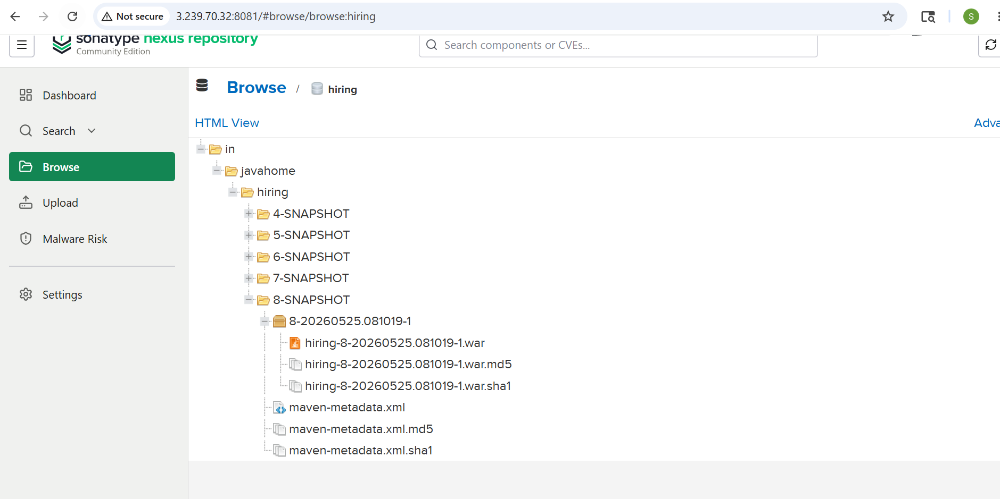 Not secure 3.239.70.32:8081/#browse/browse:hiring S
sonatype nexus repository
Community Edition
Search components or CVEs...
Dashboard
Search
Browse
Upload
Malware Risk
Settings
Browse / hiring
HTML View
Adva
in
javahome
hiring
4-SNAPSHOT
5-SNAPSHOT
6-SNAPSHOT
7-SNAPSHOT
8-SNAPSHOT
8-20260525.081019-1
hiring-8-20260525.081019-1.war
hiring-8-20260525.081019-1.war.md5
hiring-8-20260525.081019-1.war.sha1
maven-metadata.xml
maven-metadata.xml.md5
maven-metadata.xml.sha1